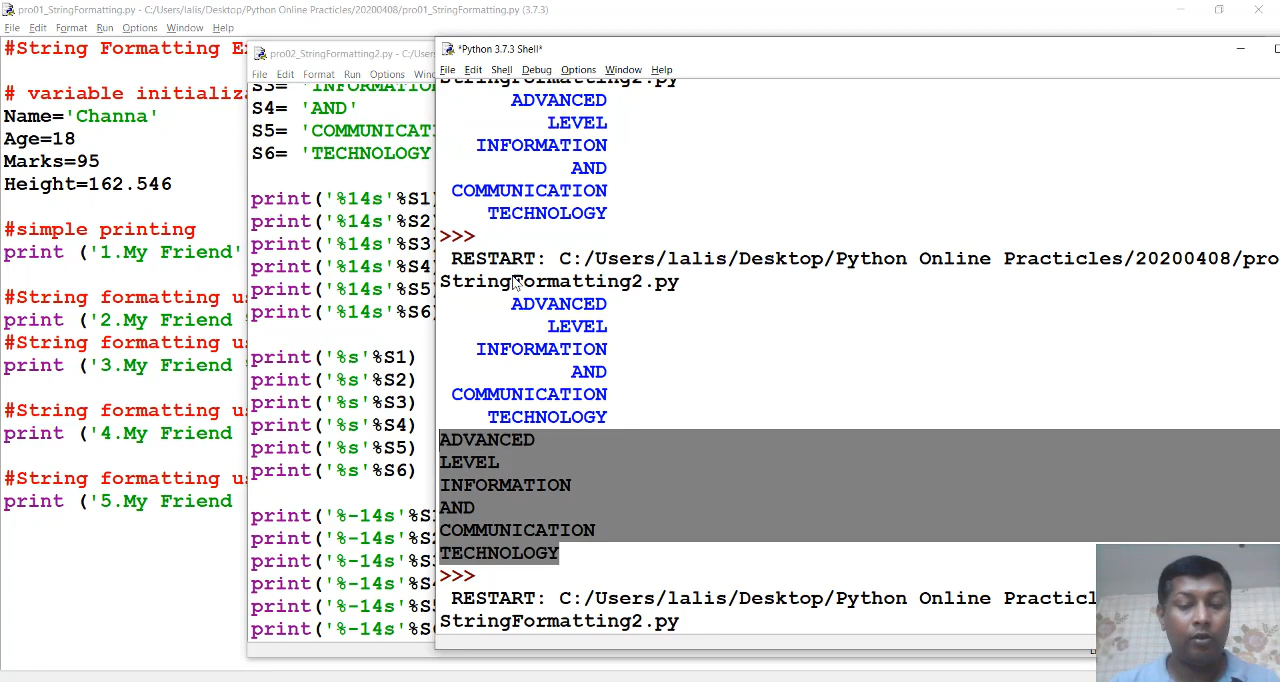 pro01_StringFormatting.py - C:/Users/lalis/Desktop/Python Online Practicles/20200408/pro01_StringFormatting.py (3.7.3)
File Edit Format Run Options Window Help
#String Formatting
# variable
Name='Channa'
Age=18
Marks=95
Height=162.546
#simple printing
print ('1.My Friend'
#String formatting
print ('2.My Friend
#String formatting
print ('3.My Friend
#String formatting
print ('4.My Friend
#String formatting
print ('5.My Friend
pro02_StringFormatting2.py - C:/Users
File Edit Format Run Options
S3= 'INFORMATION
S4= 'AND'
S5= 'COMMUNICAT
S6= 'TECHNOLOGY
print('%14s'%S1)
print('%14s'%S2)
print('%14s'%S3)
print('%14s'%S4)
print('%14s'%S5)
print('%14s'%S6)
print('%s'%S1)
print('%s'%S2)
print('%s'%S3)
print('%s'%S4)
print('%s'%S5)
print('%s'%S6)
print('%-14s'%S
print('%-14s'%S
print('%-14s'%S
print('%-14s'%S
print('%-14s'%S
print('%-14s'%S
*Python 3.7.3 Shell*
File Edit Shell Debug Options Window Help
StringFormatting2.py
ADVANCED
LEVEL
INFORMATION
AND
COMMUNICATION
TECHNOLOGY
>>>
RESTART: C:/Users/lalis/Desktop/Python Online Practicles/20200408/pro
StringFormatting2.py
ADVANCED
LEVEL
INFORMATION
AND
COMMUNICATION
TECHNOLOGY
ADVANCED
LEVEL
INFORMATION
AND
COMMUNICATION
TECHNOLOGY
>>>
RESTART: C:/Users/lalis/Desktop/Python Online Practicl
StringFormatting2.py